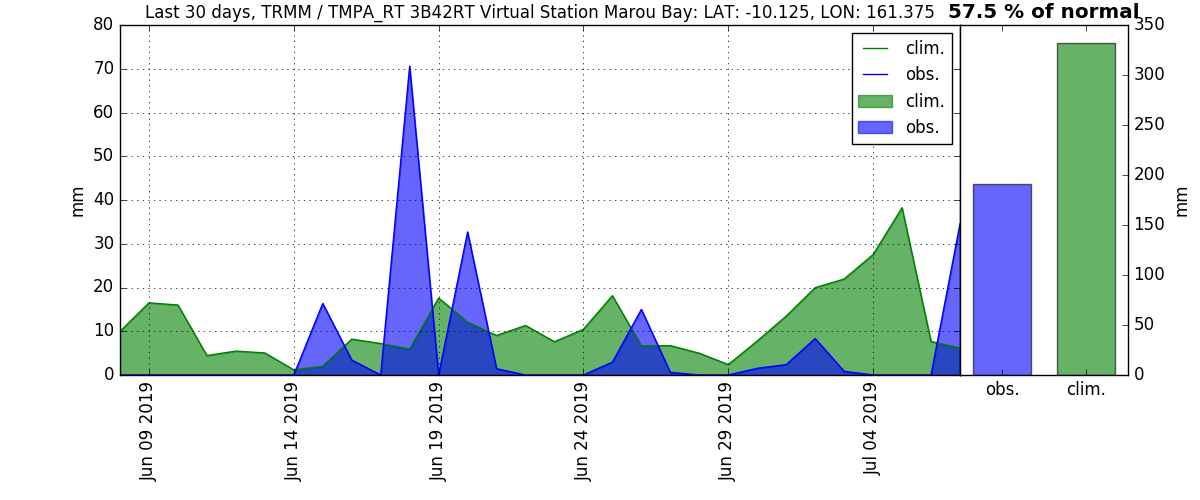 Last 30 days, TRMM / TMPA_RT 3B42RT Virtual Station Marou Bay: LAT: -10.125, LON: 161.375
57.5 % of normal
80
70
60
50
40
30
20
10
0
mm
clim.
obs.
clim.
obs.
Jun 09 2019
Jun 14 2019
Jun 19 2019
Jun 24 2019
Jun 29 2019
Jul 04 2019
350
300
250
200
150
100
50
0
mm
obs.
clim.